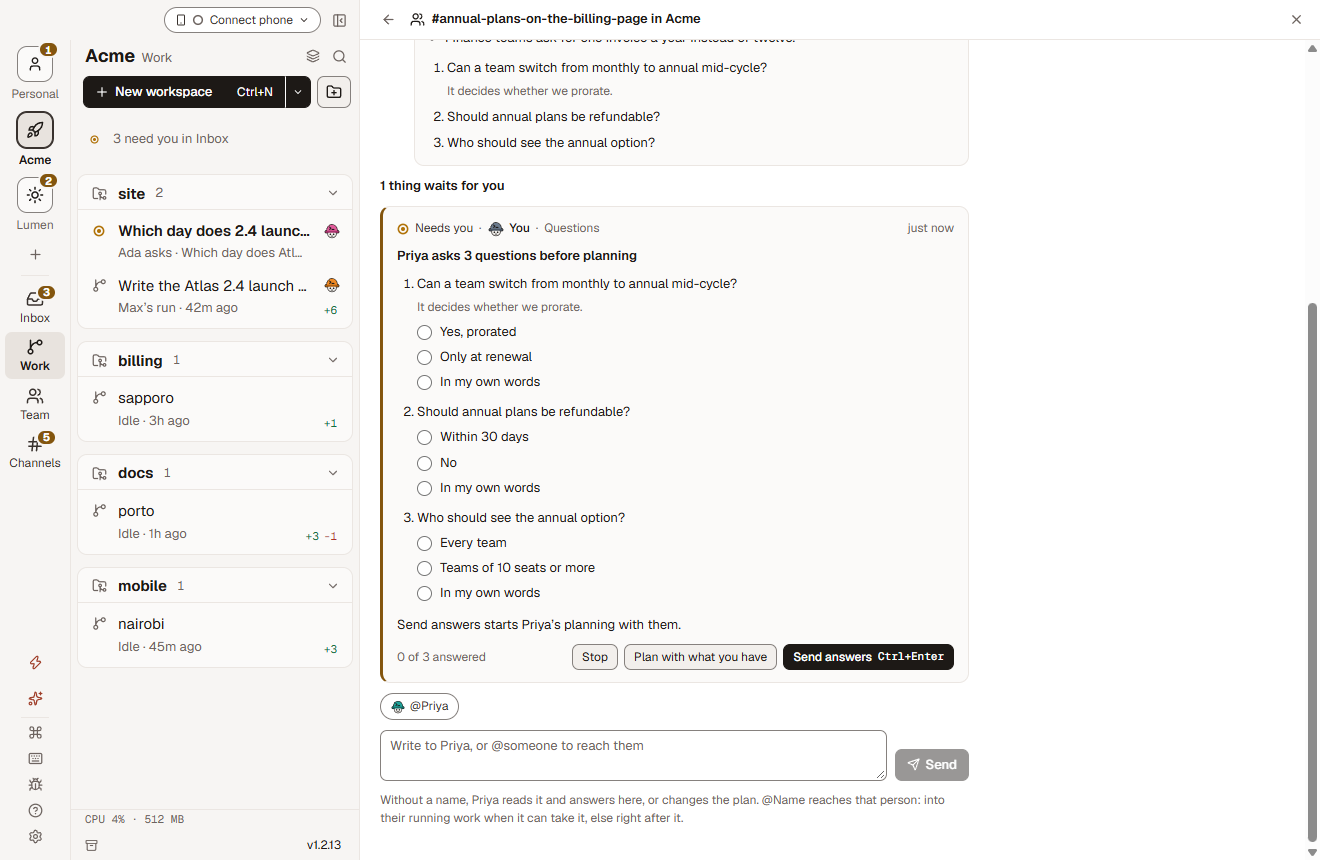 Connect phone
#annual-plans-on-the-billing-page in Acme
1
Personal
Acme
2
Lumen
3
Inbox
Work
Team
5
Channels
Acme Work
New workspace Ctrl+N
3 need you in Inbox
site 2
Which day does 2.4 launc...
Ada asks · Which day does Atl...
Write the Atlas 2.4 launch ...
Max's run · 42m ago +6
billing 1
sapporo
Idle · 3h ago +1
docs 1
porto
Idle · 1h ago +3 -1
mobile 1
nairobi
Idle · 45m ago +3
CPU 4% · 512 MB
v1.2.13
Finance teams ask for one invoice a year instead of twelve.
1. Can a team switch from monthly to annual mid-cycle?
It decides whether we prorate.
2. Should annual plans be refundable?
3. Who should see the annual option?
1 thing waits for you
Needs you · You · Questions just now
Priya asks 3 questions before planning
1. Can a team switch from monthly to annual mid-cycle?
It decides whether we prorate.
Yes, prorated
Only at renewal
In my own words
2. Should annual plans be refundable?
Within 30 days
No
In my own words
3. Who should see the annual option?
Every team
Teams of 10 seats or more
In my own words
Send answers starts Priya's planning with them.
0 of 3 answered Stop Plan with what you have Send answers Ctrl+Enter
@Priya
Write to Priya, or @someone to reach them
Send
Without a name, Priya reads it and answers here, or changes the plan. @Name reaches that person: into
their running work when it can take it, else right after it.